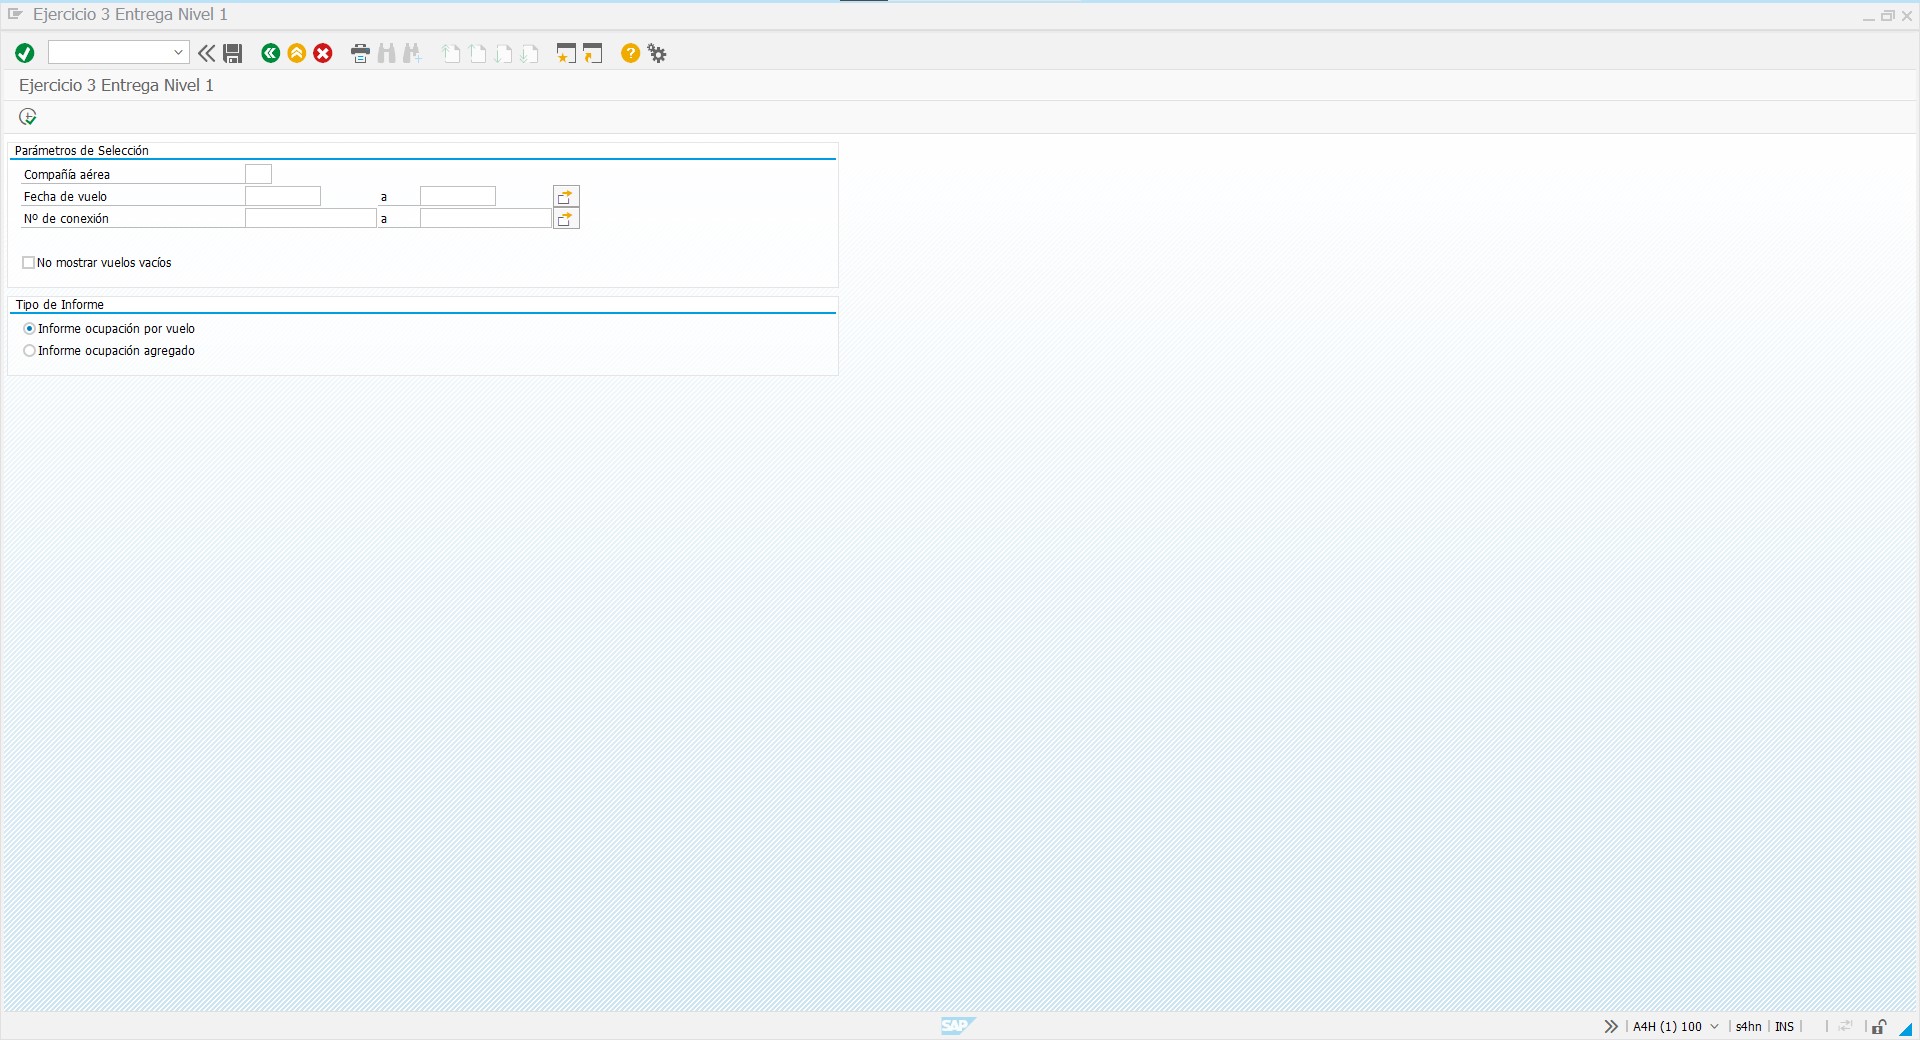 Ejercicio 3 Entrega Nivel 1
Ejercicio 3 Entrega Nivel 1
Parámetros de Selección
Compañía aérea
Fecha de vuelo a
Nº de conexión a
No mostrar vuelos vacíos
Tipo de Informe
Informe ocupación por vuelo
Informe ocupación agregado
SAP
A4H (1) 100 s4hn INS